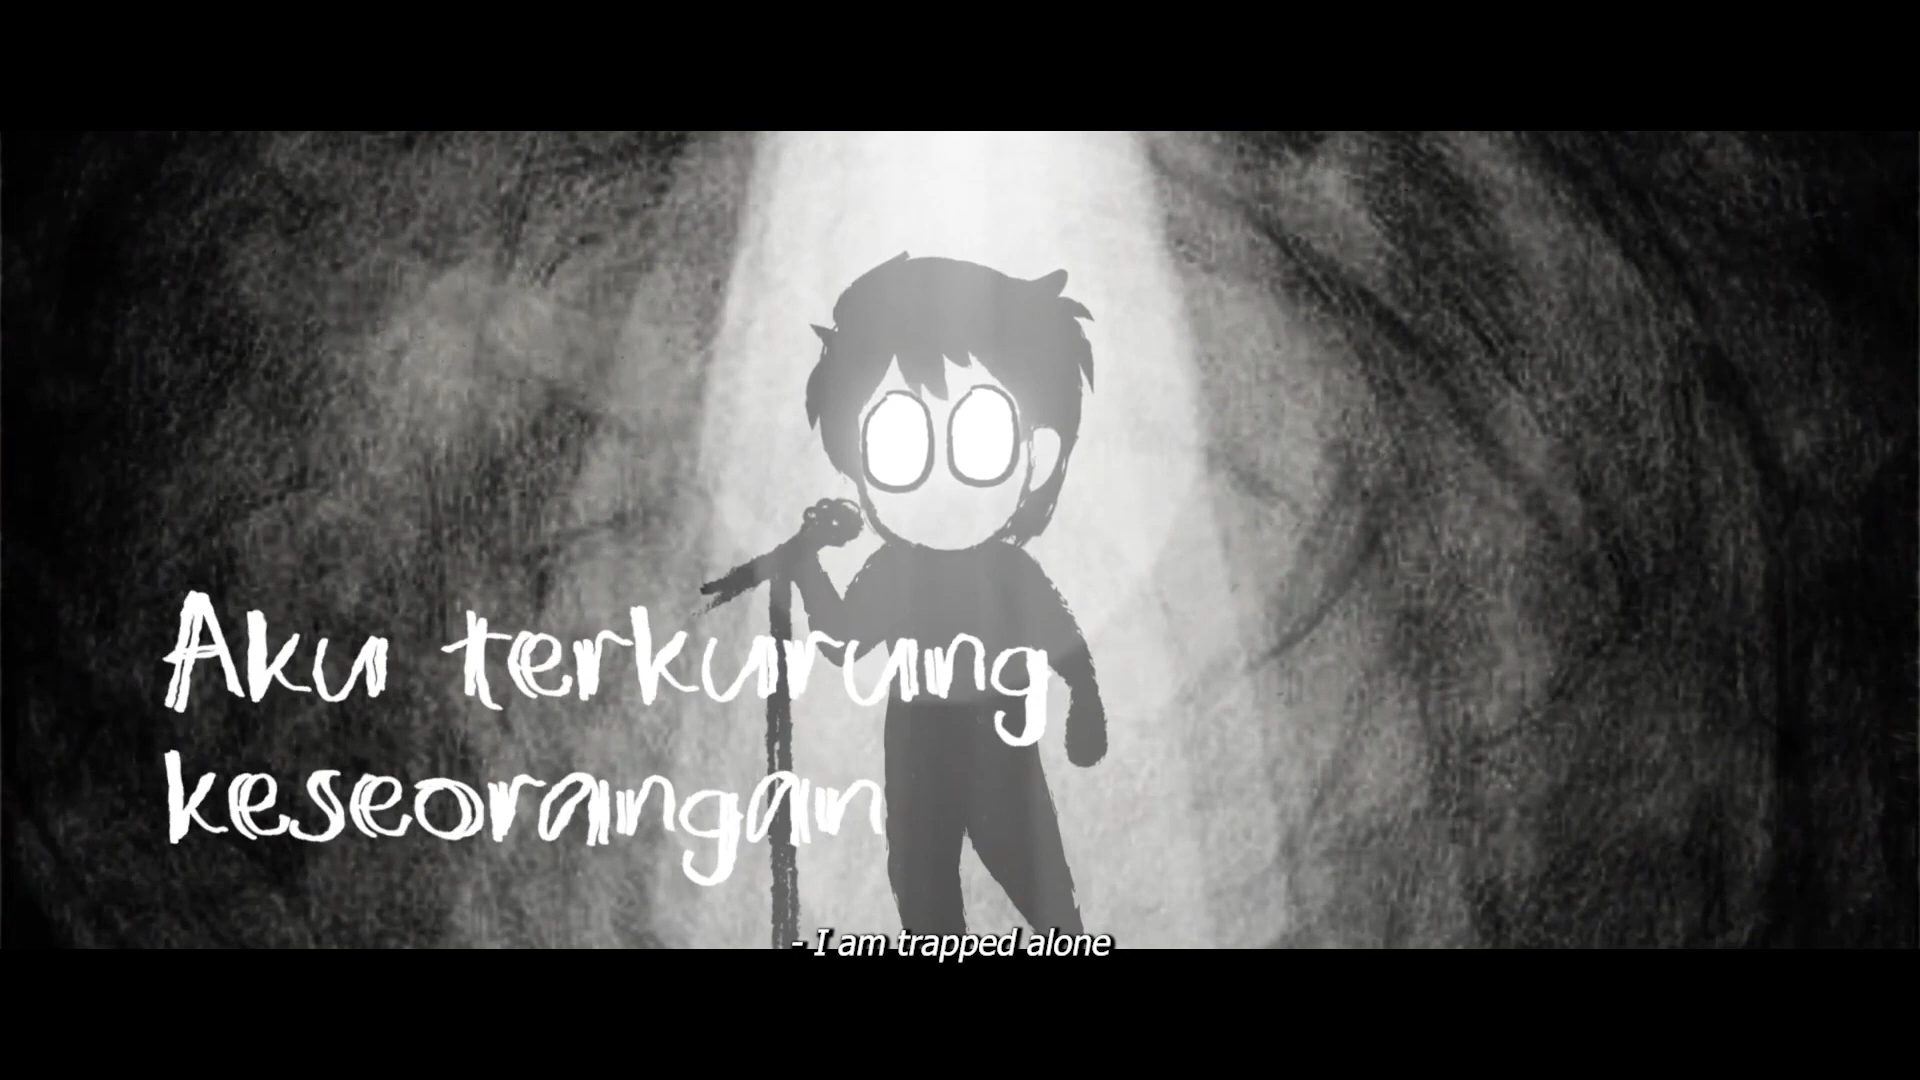 Aku terkurung
keseorangan
- I am trapped alone